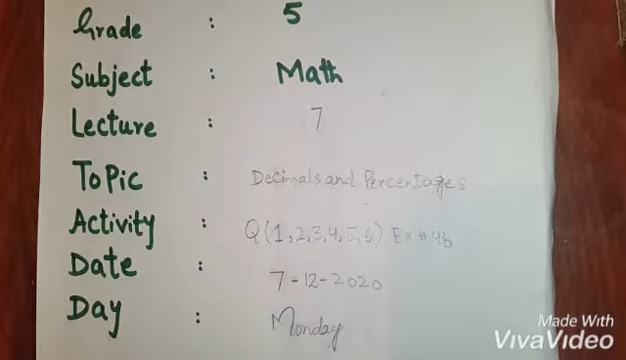 Grade : 5
Subject : Math
Lecture : 7
Topic : Decimals and Percentages
Activity : Q(1,2,3,4,5,6) Ex # 4b
Date : 7-12-2020
Day : Monday
Made With
VivaVideo